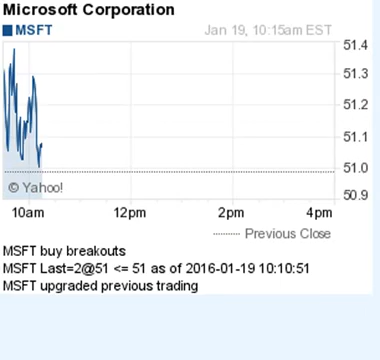 Microsoft Corporation
MSFT Jan 19, 10:15am EST
51.4
51.3
51.2
51.1
51.0
50.9
© Yahoo!
10am 12pm 2pm 4pm
Previous Close
MSFT buy breakouts
MSFT Last=2@51 <= 51 as of 2016-01-19 10:10:51
MSFT upgraded previous trading